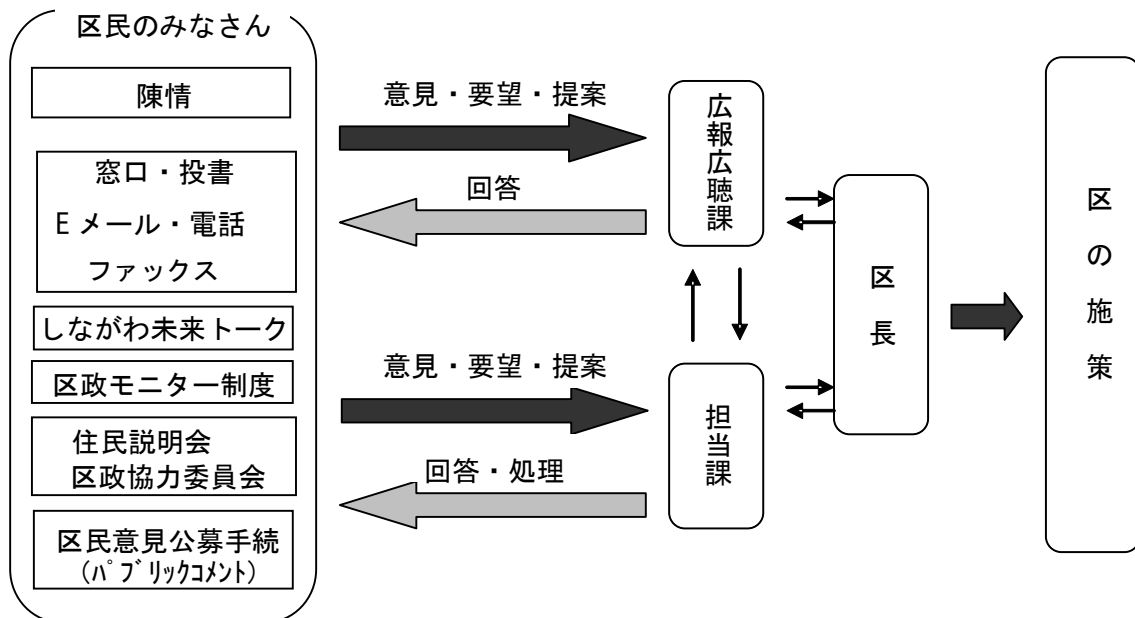 区民のみなさん
陳情
窓口・投書
Eメール・電話
ファックス
しながわ未来トーク
区政モニター制度
住民説明会
区政協力委員会
区民意見公募手続
(ﾊﾟﾌﾞﾘｯｸｺﾒﾝﾄ)
意見・要望・提案
回答
意見・要望・提案
回答・処理
広報広聴課
担当課
区長
区の施策